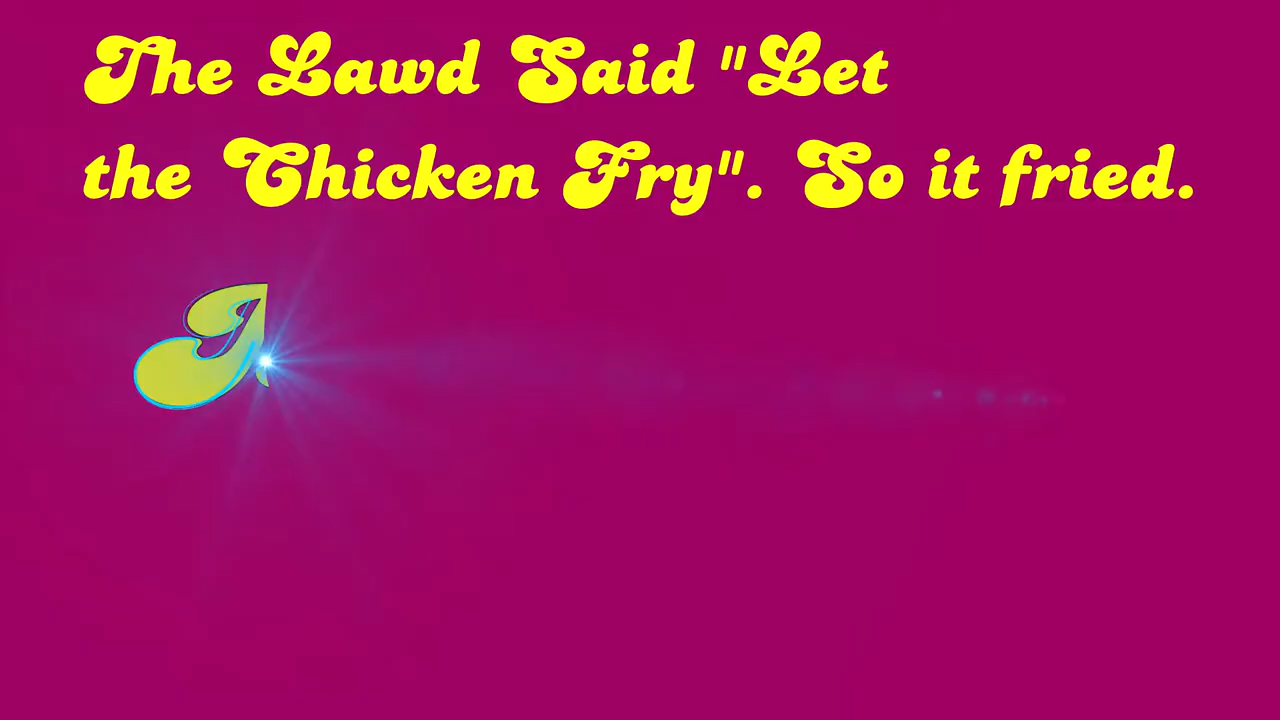 The Lawd Said "Let
the Chicken Fry". So it fried.